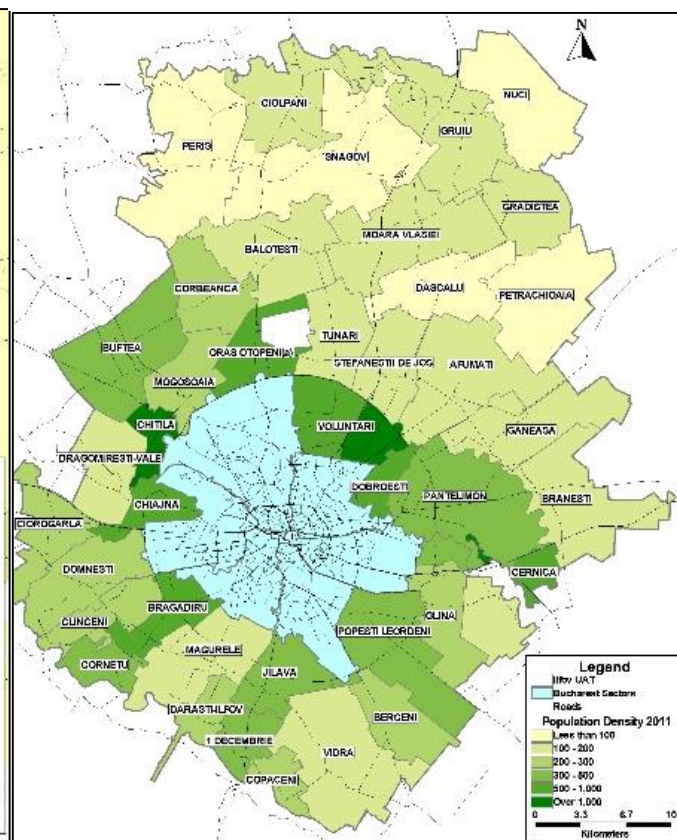 N
NUCI
CIOLPANI
GRUIU
PERIS
SNAGOV
GRADISTEA
MOARA VLASIEI
BALOTESTI
DASCALU
CORBEANCA
PETRACHIOAIA
TUNARI
BUFTEA
ORAS OTOPENI(a)
STEFANESTII DE JOS
AFUMATI
MOGOSOAIA
CHITILA
VOLUNTARI
GANEASA
DRAGOMIRESTI-VALE
DOBROESTI
PANTELIMON
BRANESTI
CHIAJNA
CIOROGARLA
DOMNESTI
CERNICA
BRAGADIRU
GLINA
CLINCENI
POPESTI LEORDENI
MAGURELE
CORNETU
JILAVA
DARASTI-ILFOV
BERCENI
1 DECEMBRIE
VIDRA
COPACENI
Legend
Ilfov UAT
Bucharest Sectors
Roads
Population Density 2011
Less than 100
100 - 200
200 - 300
300 - 500
500 - 1,000
Over 1,000
0 3.3 6.7 10
Kilometers